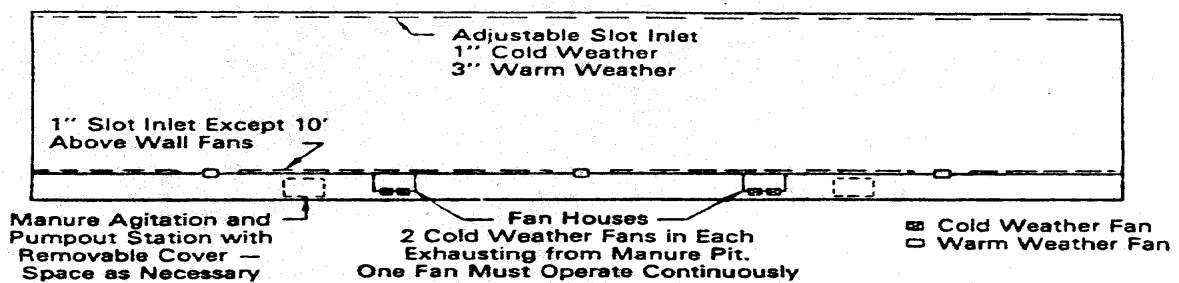 Adjustable Slot Inlet
1" Cold Weather
3" Warm Weather
1" Slot Inlet Except 10'
Above Wall Fans
Manure Agitation and
Pumpout Station with
Removable Cover —
Space as Necessary
Fan Houses
2 Cold Weather Fans in Each
Exhausting from Manure Pit.
One Fan Must Operate Continuously
Cold Weather Fan
Warm Weather Fan